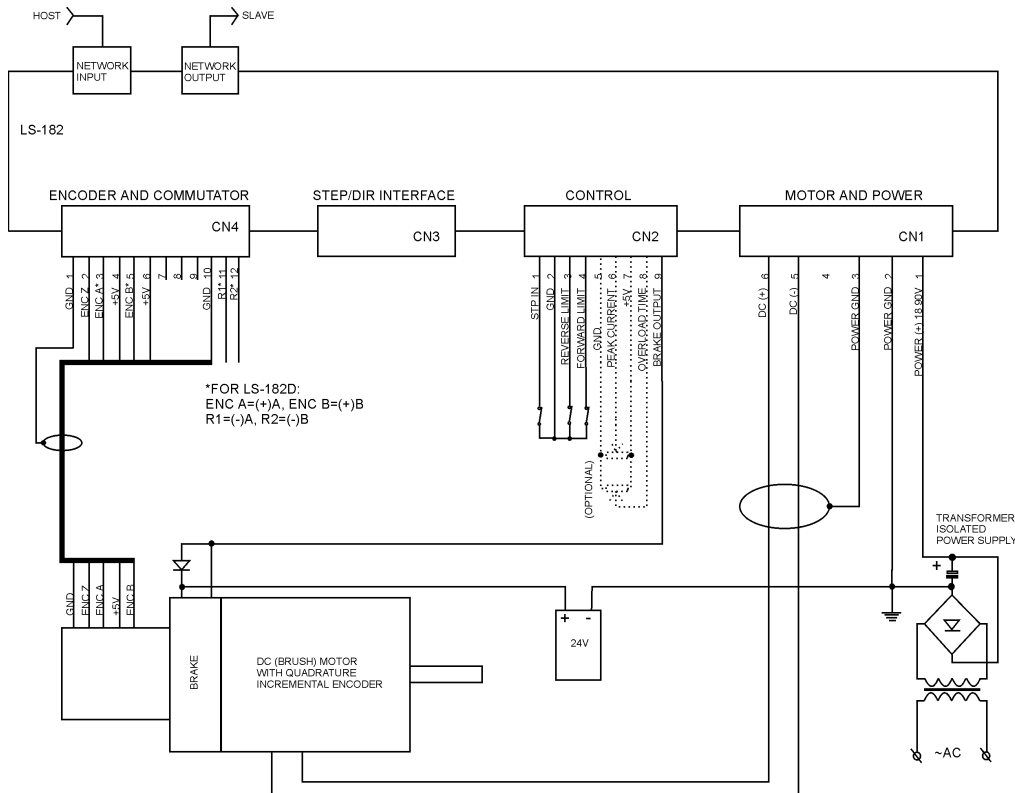 HOST
SLAVE
NETWORK
INPUT
NETWORK
OUTPUT
LS-182
ENCODER AND COMMUTATOR
CN4
STEP/DIR INTERFACE
CN3
CONTROL
CN2
MOTOR AND POWER
CN1
GND 1
ENC Z 2
ENC A* 3
+5V 4
ENC B* 5
+5V 6
7
8
9
GND 10
R1* 11
R2* 12
STP IN 1
GND 2
REVERSE LIMIT 3
FORWARD LIMIT 4
GND 5
PEAK CURRENT 6
+5V 7
OVERLOAD TIME 8
BRAKE OUTPUT 9
DC (+) 6
DC (-) 5
4
POWER GND 3
POWER GND 2
POWER (+) 18 90V 1
*FOR LS-182D:
ENC A=(+)A, ENC B=(+)B
R1=(-)A, R2=(-)B
(OPTIONAL)
TRANSFORMER
ISOLATED
POWER SUPPLY
+
GND
ENC Z
ENC A
+5V
ENC B
BRAKE
DC (BRUSH) MOTOR
WITH QUADRATURE
INCREMENTAL ENCODER
+ -
24V
~AC